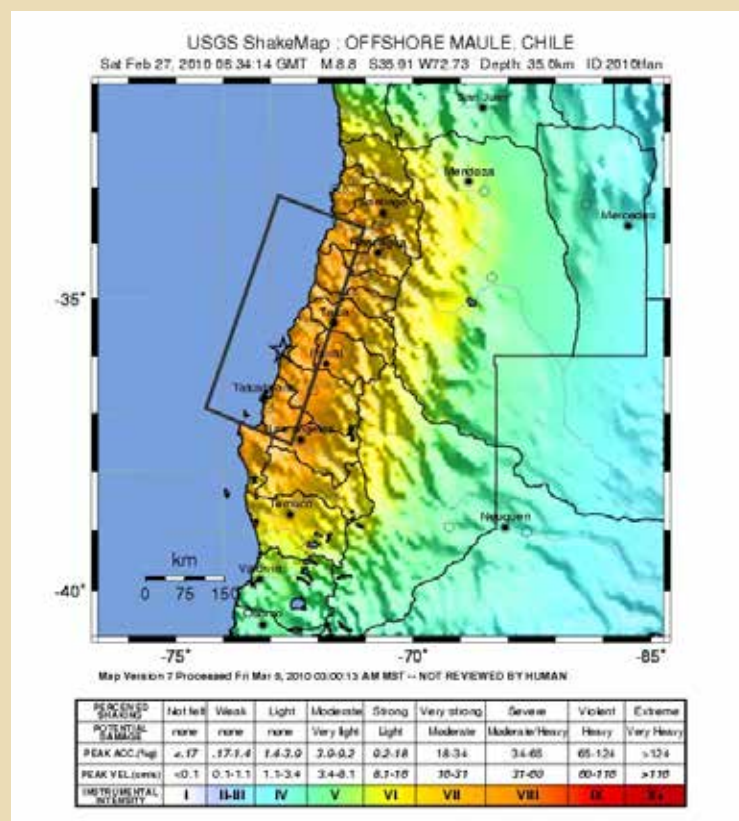 USGS ShakeMap : OFFSHORE MAULE, CHILE
Sat Feb 27, 2010 06:34:14 GMT M 8.8 S35.91 W72.73 Depth: 35.0km ID:2010tfan
San Juan
Mendoza
Santiago
Mercedes
Rancagua
-35°
Talca
Talcahuano
Los Angeles
Temuco
Neuquen
km
Valdivia
0 75 150
-40°
Osorno
-75° -70° -65°
Map Version 7 Processed Fri Mar 5, 2010 03:00:13 AM MST -- NOT REVIEWED BY HUMAN
PERCEIVED SHAKING Not felt Weak Light Moderate Strong Very strong Severe Violent Extreme
POTENTIAL DAMAGE none none none Very light Light Moderate Moderate/Heavy Heavy Very Heavy
PEAK ACC.(%g) <.17 .17-1.4 1.4-3.9 3.9-9.2 9.2-18 18-34 34-65 65-124 >124
PEAK VEL.(cm/s) <0.1 0.1-1.1 1.1-3.4 3.4-8.1 8.1-16 16-31 31-60 60-116 >116
INSTRUMENTAL INTENSITY I II-III IV V VI VII VIII IX X+